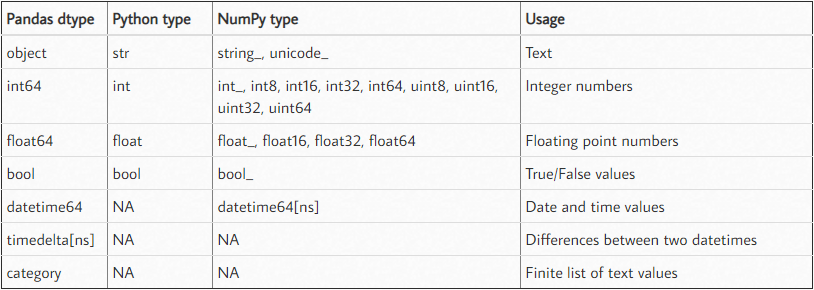 Pandas dtype Python type NumPy type Usage
object str string_, unicode_ Text
int64 int int_, int8, int16, int32, int64, uint8, uint16, Integer numbers
uint32, uint64
float64 float float_, float16, float32, float64 Floating point numbers
bool bool bool_ True/False values
datetime64 NA datetime64[ns] Date and time values
timedelta[ns] NA NA Differences between two datetimes
category NA NA Finite list of text values